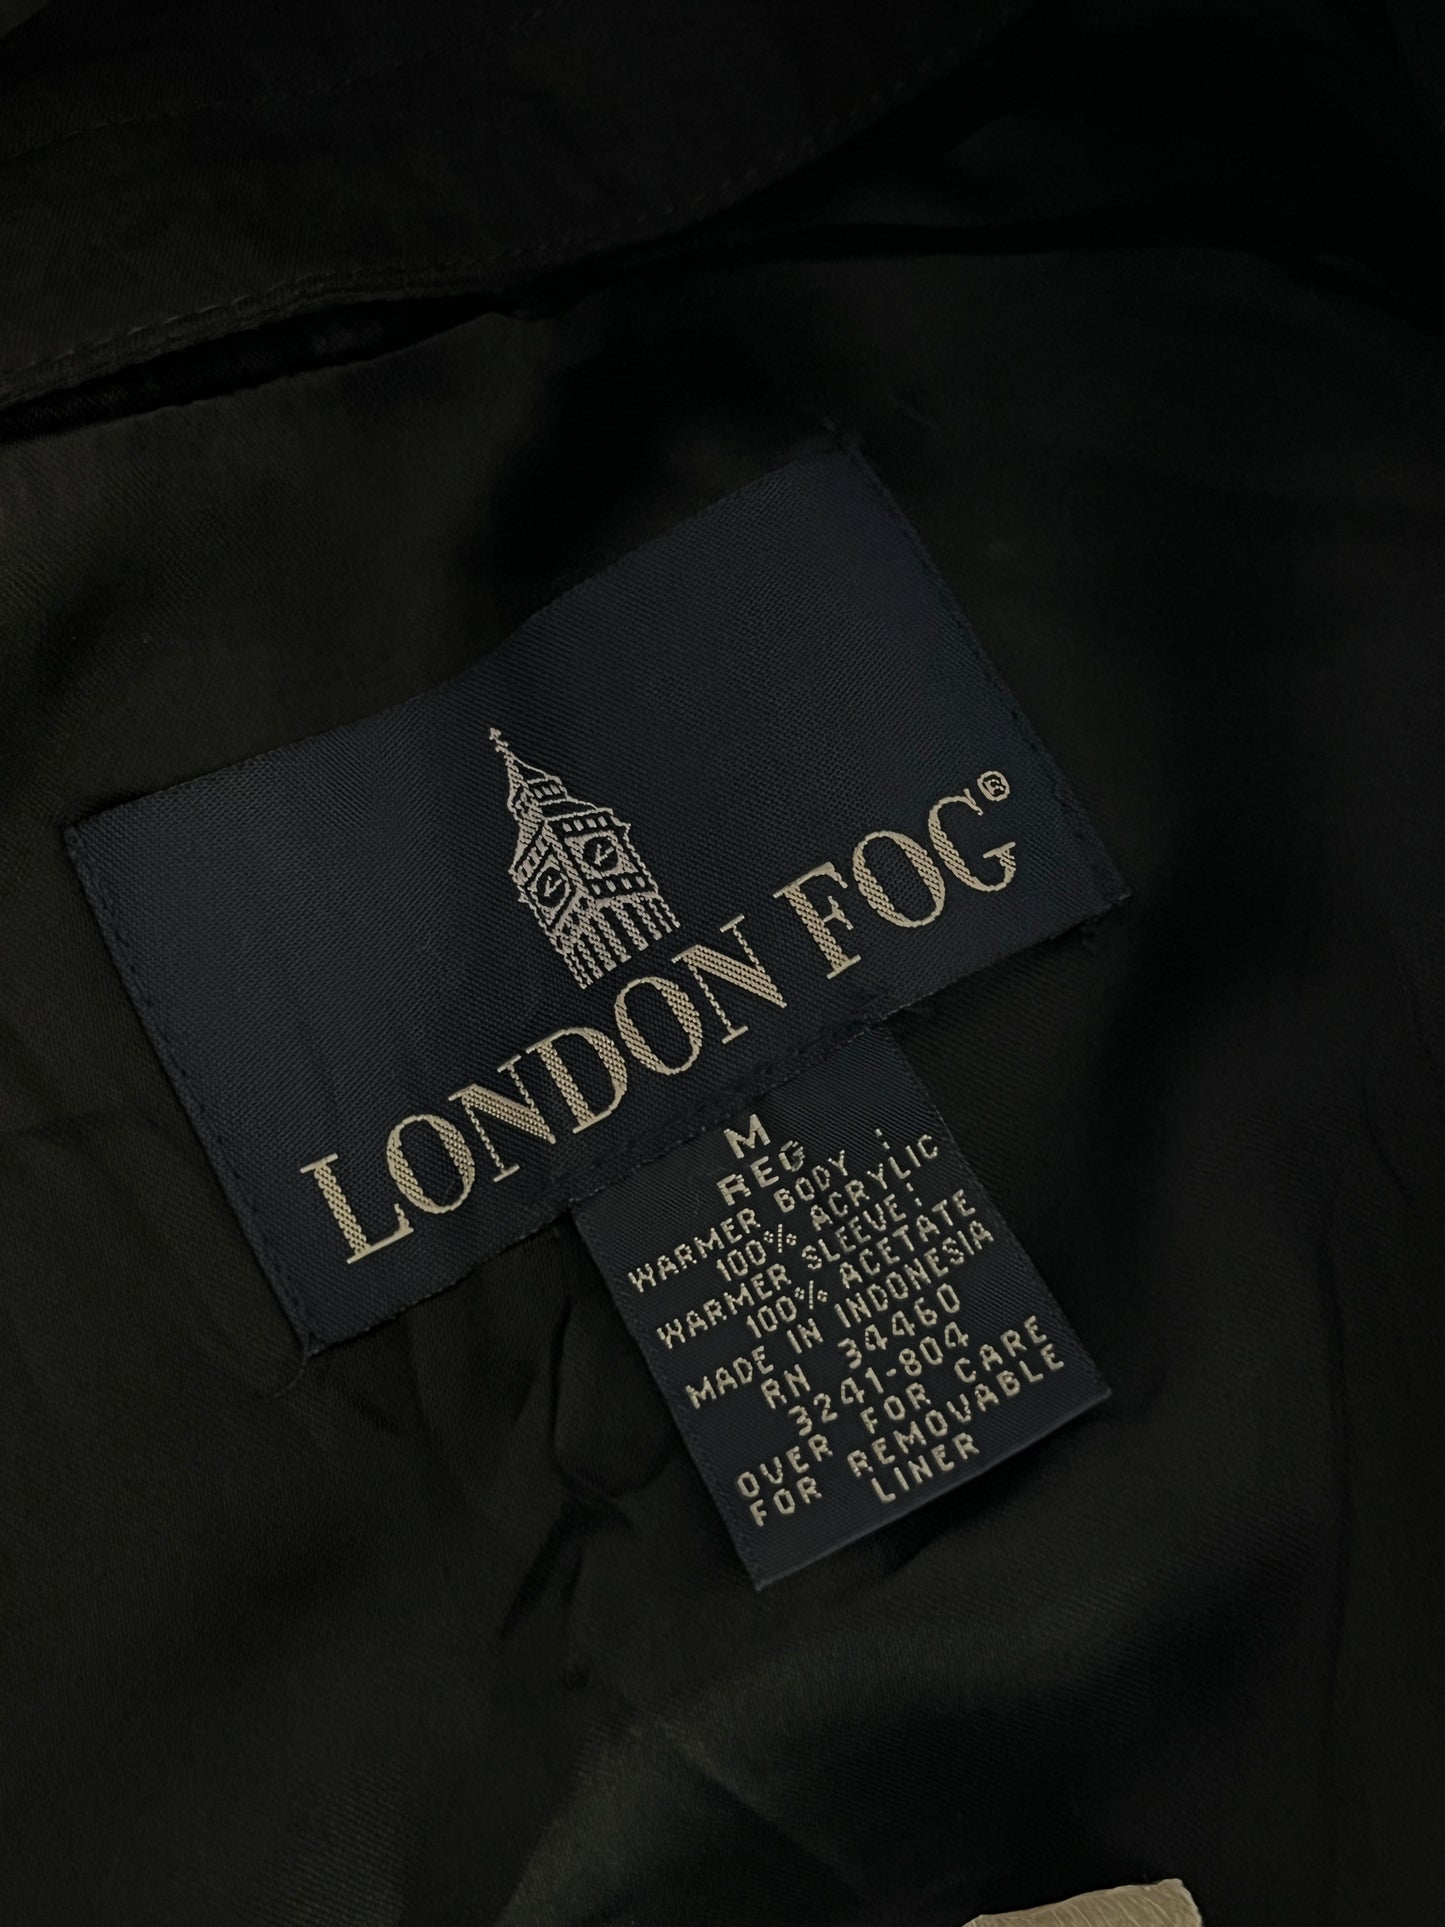 LONDON FOG®
M
REG
WARMER BODY :
100% ACRYLIC
WARMER SLEEVE:
100% ACETATE
MADE IN INDONESIA
RN 34460
3241-804
OVER FOR CARE
FOR REMOVABLE
LINER